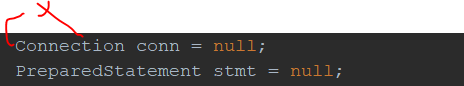 Connection conn = null;
PreparedStatement stmt = null;